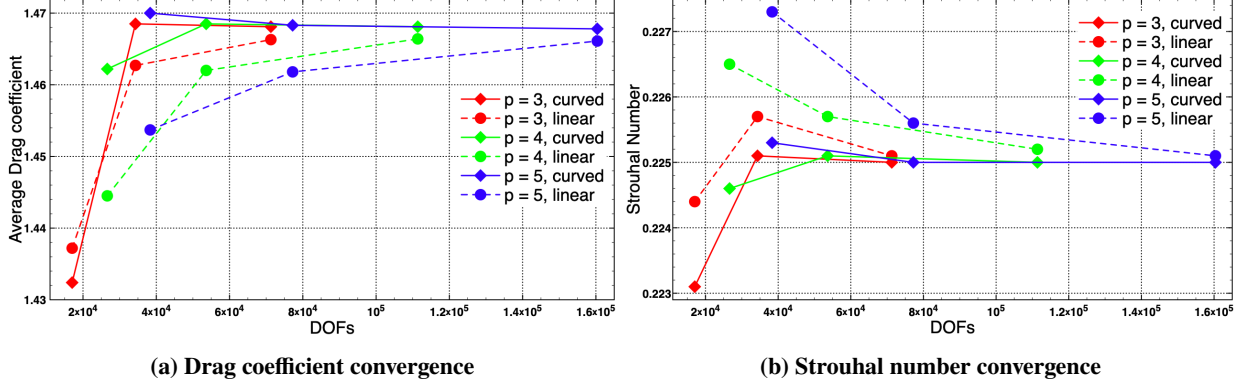 1.47
1.46
1.45
1.44
1.43
Average Drag coefficient
p = 3, curved
p = 3, linear
p = 4, curved
p = 4, linear
p = 5, curved
p = 5, linear
2×10⁴ 4×10⁴ 6×10⁴ 8×10⁴ 10⁵ 1.2×10⁵ 1.4×10⁵ 1.6×10⁵
DOFs
(a) Drag coefficient convergence
0.227
0.226
0.225
0.224
0.223
Strouhal Number
p = 3, curved
p = 3, linear
p = 4, curved
p = 4, linear
p = 5, curved
p = 5, linear
2×10⁴ 4×10⁴ 6×10⁴ 8×10⁴ 10⁵ 1.2×10⁵ 1.4×10⁵ 1.6×10⁵
DOFs
(b) Strouhal number convergence